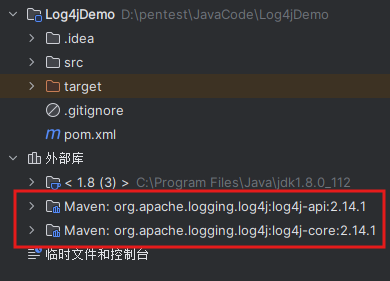 Log4jDemo D:\pentest\JavaCode\Log4jDemo
.idea
src
target
.gitignore
pom.xml
外部库
< 1.8 (3) > C:\Program Files\Java\jdk1.8.0_112
Maven: org.apache.logging.log4j:log4j-api:2.14.1
Maven: org.apache.logging.log4j:log4j-core:2.14.1
临时文件和控制台